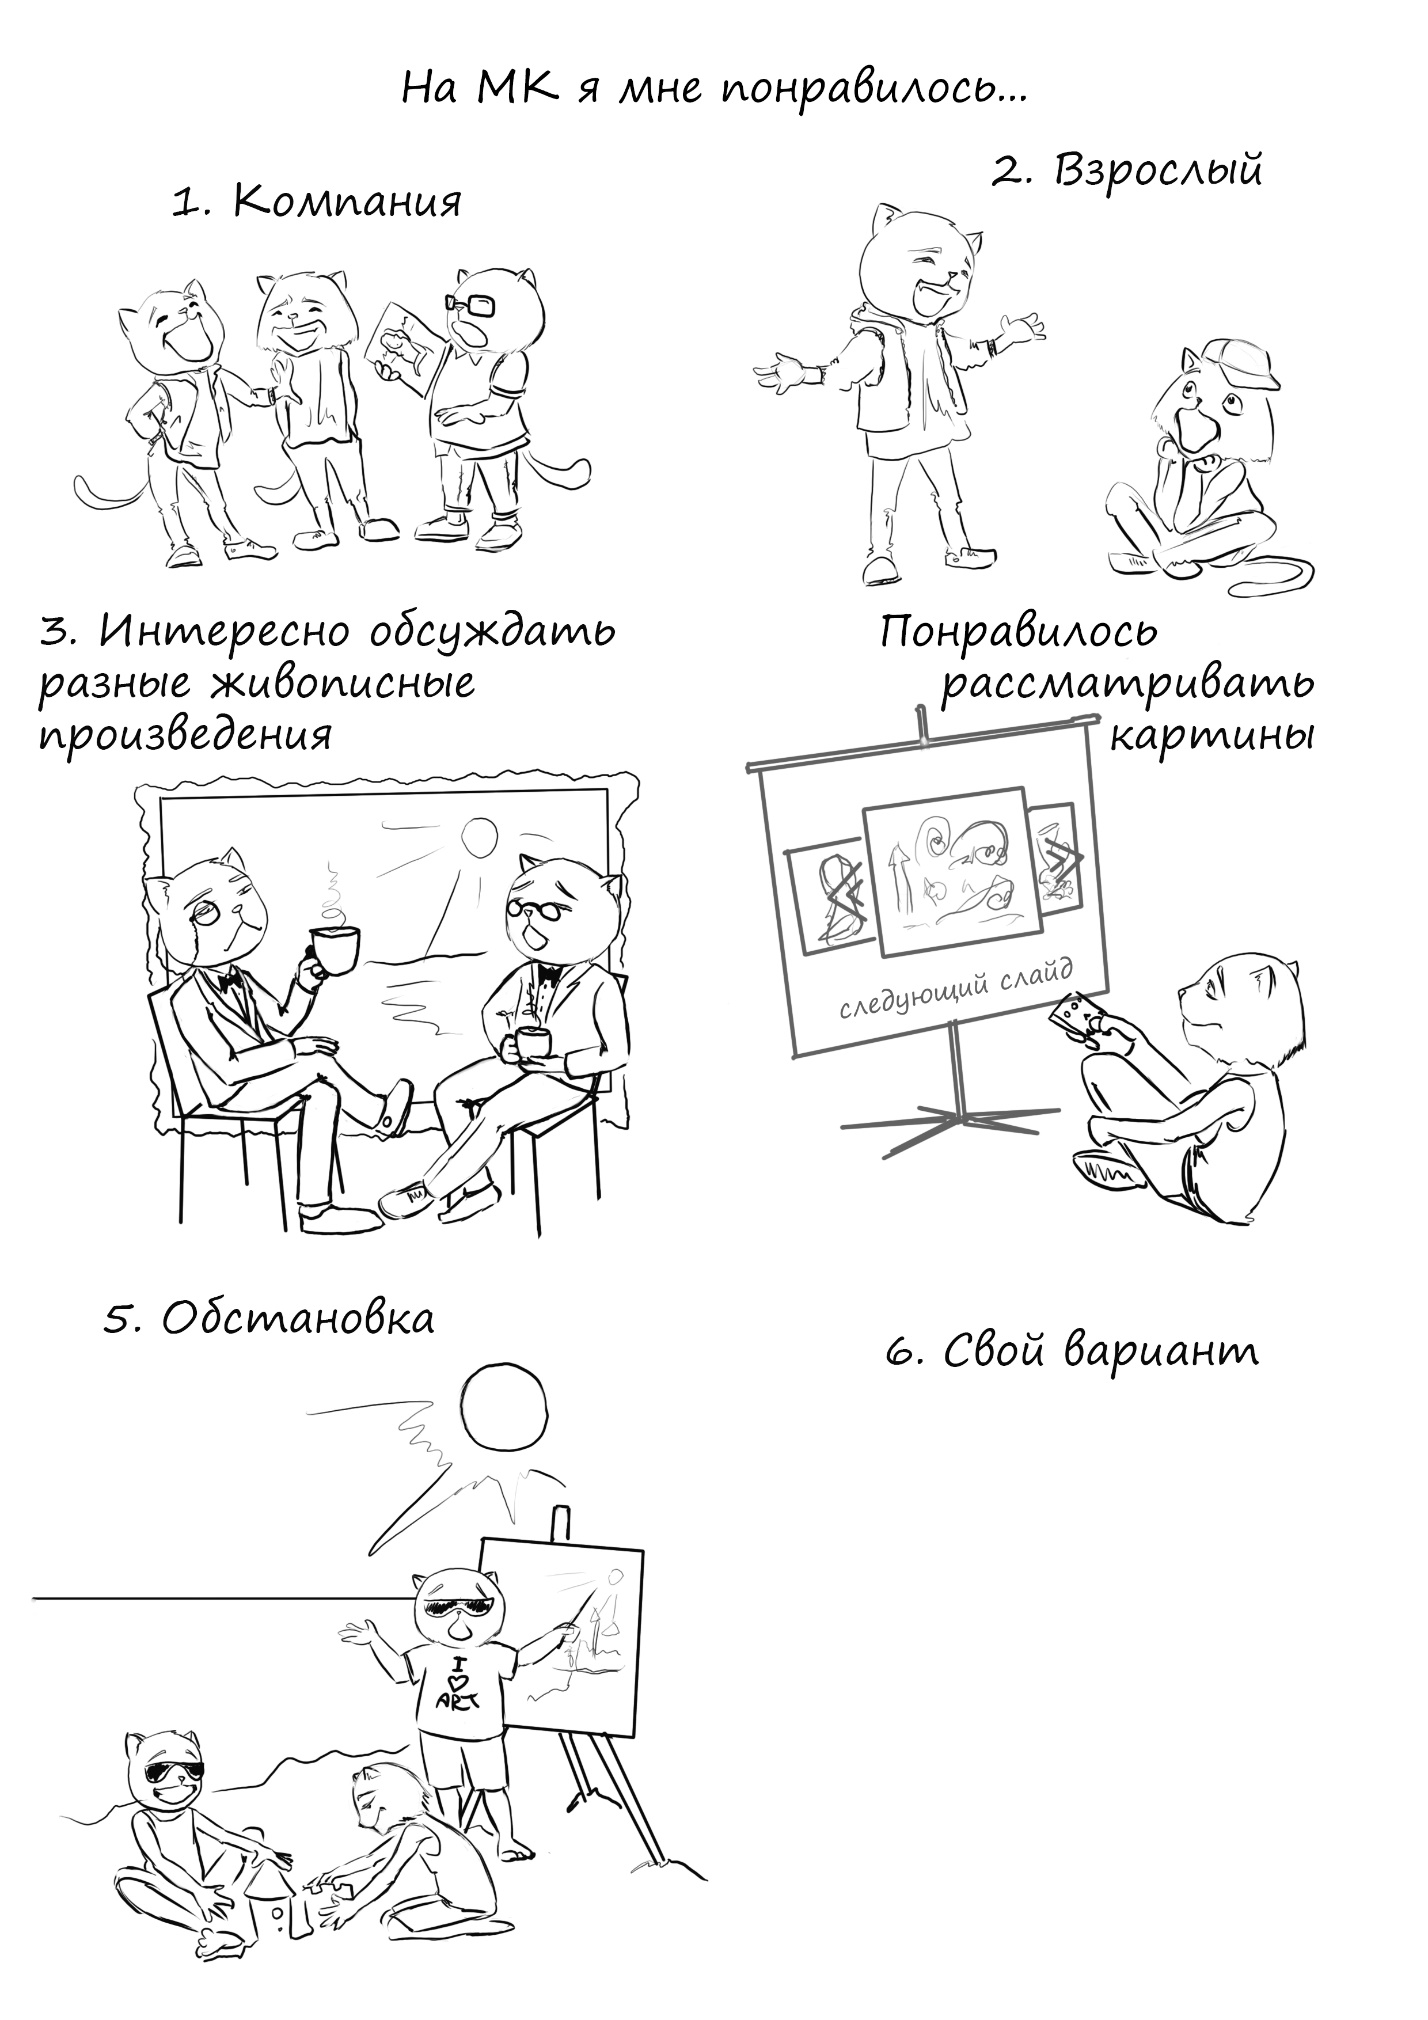 На МК я мне понравилось...
1. Компания
2. Взрослый
3. Интересно обсуждать
разные живописные
произведения
Понравилось
рассматривать
картины
следующий слайд
5. Обстановка
6. Свой вариант
I
♡
ART